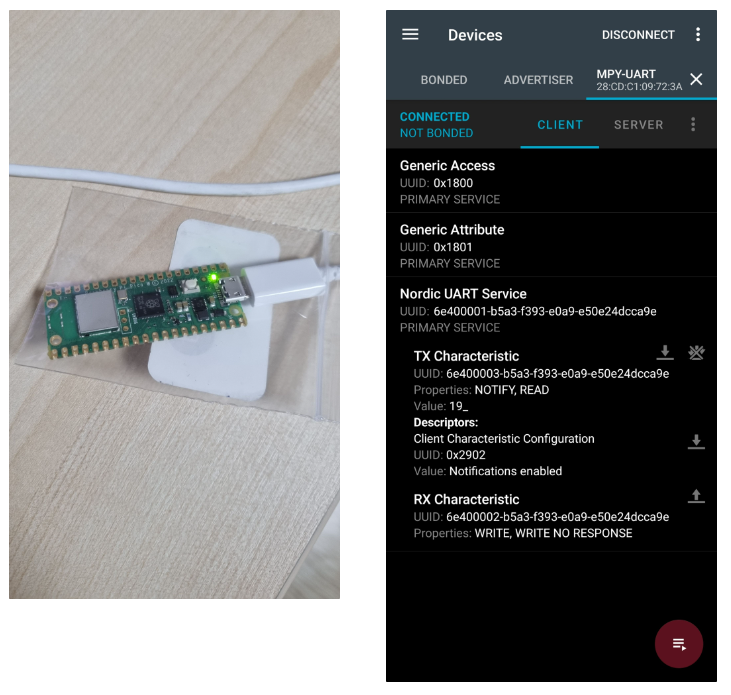 Devices
DISCONNECT
BONDED
ADVERTISER
MPY-UART
28:CD:C1:09:72:3A
CONNECTED
NOT BONDED
CLIENT
SERVER
Generic Access
UUID: 0x1800
PRIMARY SERVICE
Generic Attribute
UUID: 0x1801
PRIMARY SERVICE
Nordic UART Service
UUID: 6e400001-b5a3-f393-e0a9-e50e24dcca9e
PRIMARY SERVICE
TX Characteristic
UUID: 6e400003-b5a3-f393-e0a9-e50e24dcca9e
Properties: NOTIFY, READ
Value: 19_
Descriptors:
Client Characteristic Configuration
UUID: 0x2902
Value: Notifications enabled
RX Characteristic
UUID: 6e400002-b5a3-f393-e0a9-e50e24dcca9e
Properties: WRITE, WRITE NO RESPONSE